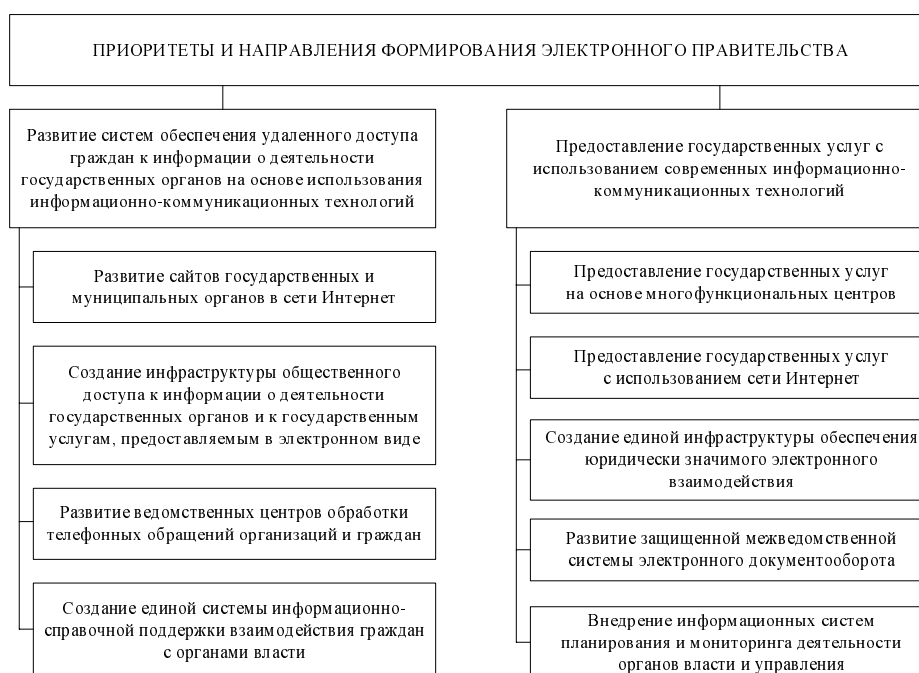 ПРИОРИТЕТЫ И НАПРАВЛЕНИЯ ФОРМИРОВАНИЯ ЭЛЕКТРОННОГО ПРАВИТЕЛЬСТВА
Развитие систем обеспечения удаленного доступа
граждан к информации о деятельности
государственных органов на основе использования
информационно-коммуникационных технологий
Развитие сайтов государственных и
муниципальных органов в сети Интернет
Создание инфраструктуры общественного
доступа к информации о деятельности
государственных органов и к государственным
услугам, предоставляемым в электронном виде
Развитие ведомственных центров обработки
телефонных обращений организаций и граждан
Создание единой системы информационно-
справочной поддержки взаимодействия граждан
с органами власти
Предоставление государственных услуг с
использованием современных информационно-
коммуникационных технологий
Предоставление государственных услуг
на основе многофункциональных центров
Предоставление государственных услуг
с использованием сети Интернет
Создание единой инфраструктуры обеспечения
юридически значимого электронного
взаимодействия
Развитие защищенной межведомственной
системы электронного документооборота
Внедрение информационных систем
планирования и мониторинга деятельности
органов власти и управления